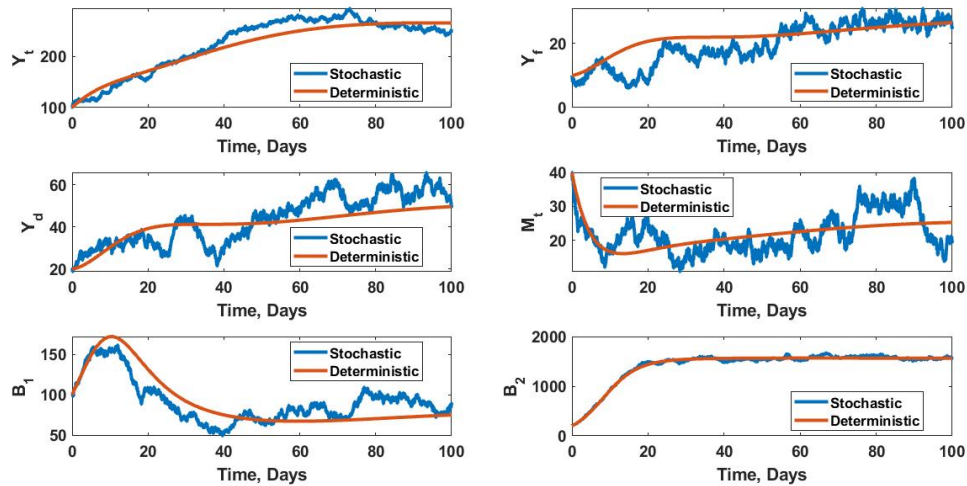 Y_t
200
100
Stochastic
Deterministic
0 20 40 60 80 100
Time, Days
Y_f
20
0
Stochastic
Deterministic
0 20 40 60 80 100
Time, Days
Y_d
60
40
20
Stochastic
Deterministic
0 20 40 60 80 100
Time, Days
M_t
40
30
20
Stochastic
Deterministic
0 20 40 60 80 100
Time, Days
B_1
150
100
50
Stochastic
Deterministic
0 20 40 60 80 100
Time, Days
B_2
2000
1000
0
Stochastic
Deterministic
0 20 40 60 80 100
Time, Days